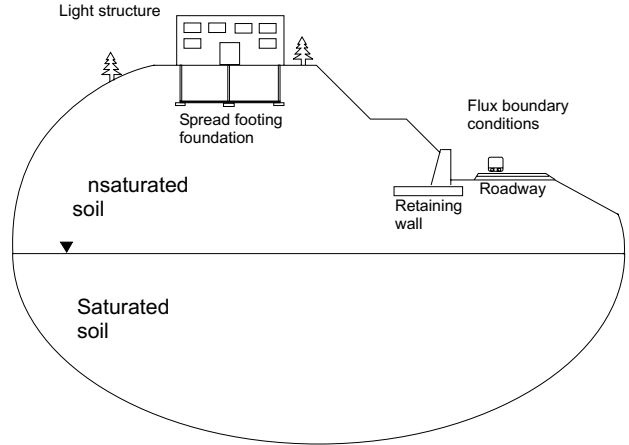 Light structure
Flux boundary
conditions
Spread footing
foundation
nsaturated
soil
Roadway
Retaining
wall
Saturated
soil